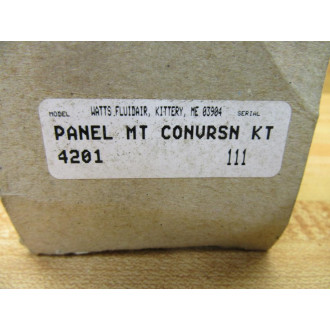 MODEL WATTS FLUIDAIR, KITTERY, ME 03904 SERIAL
PANEL MT CONVRSN KT
4201 111